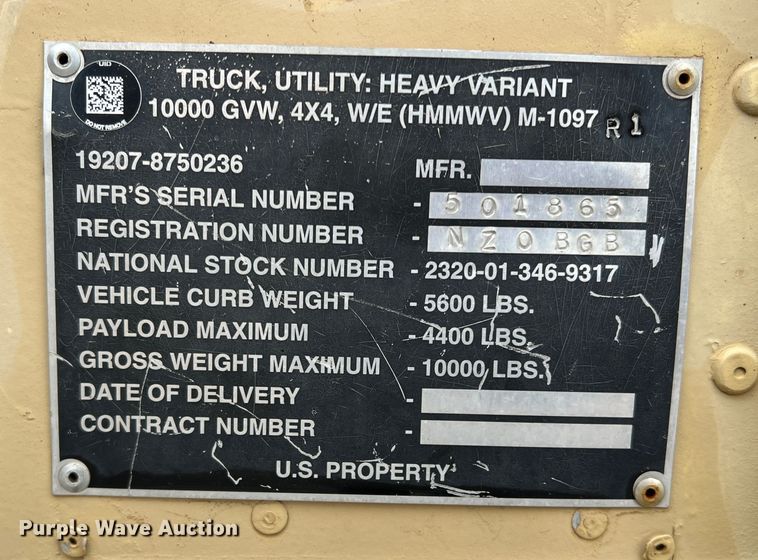 UID
DO NOT REMOVE
TRUCK, UTILITY: HEAVY VARIANT
10000 GVW, 4X4, W/E (HMMWV) M-1097 R1
19207-8750236 MFR.
MFR'S SERIAL NUMBER - 501865
REGISTRATION NUMBER - NZ0BGB
NATIONAL STOCK NUMBER - 2320-01-346-9317
VEHICLE CURB WEIGHT - 5600 LBS.
PAYLOAD MAXIMUM - 4400 LBS.
GROSS WEIGHT MAXIMUM - 10000 LBS.
DATE OF DELIVERY -
CONTRACT NUMBER -
U.S. PROPERTY
Purple Wave Auction